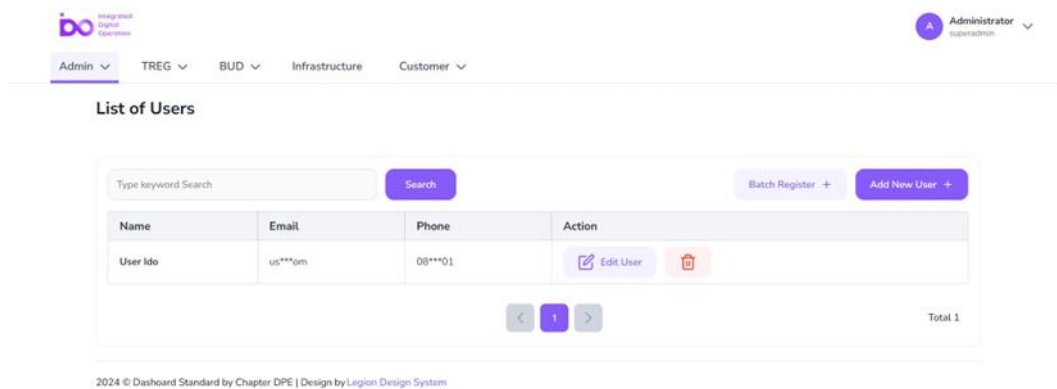 IDO
Integrated
Digital
Operation
A
Administrator
superadmin
Admin TREG BUD Infrastructure Customer
List of Users
Type keyword Search Search Batch Register + Add New User +
Name Email Phone Action
User Ido us***om 08***01 Edit User
< 1 > Total 1
2024 © Dashoard Standard by Chapter DPE | Design by Legion Design System